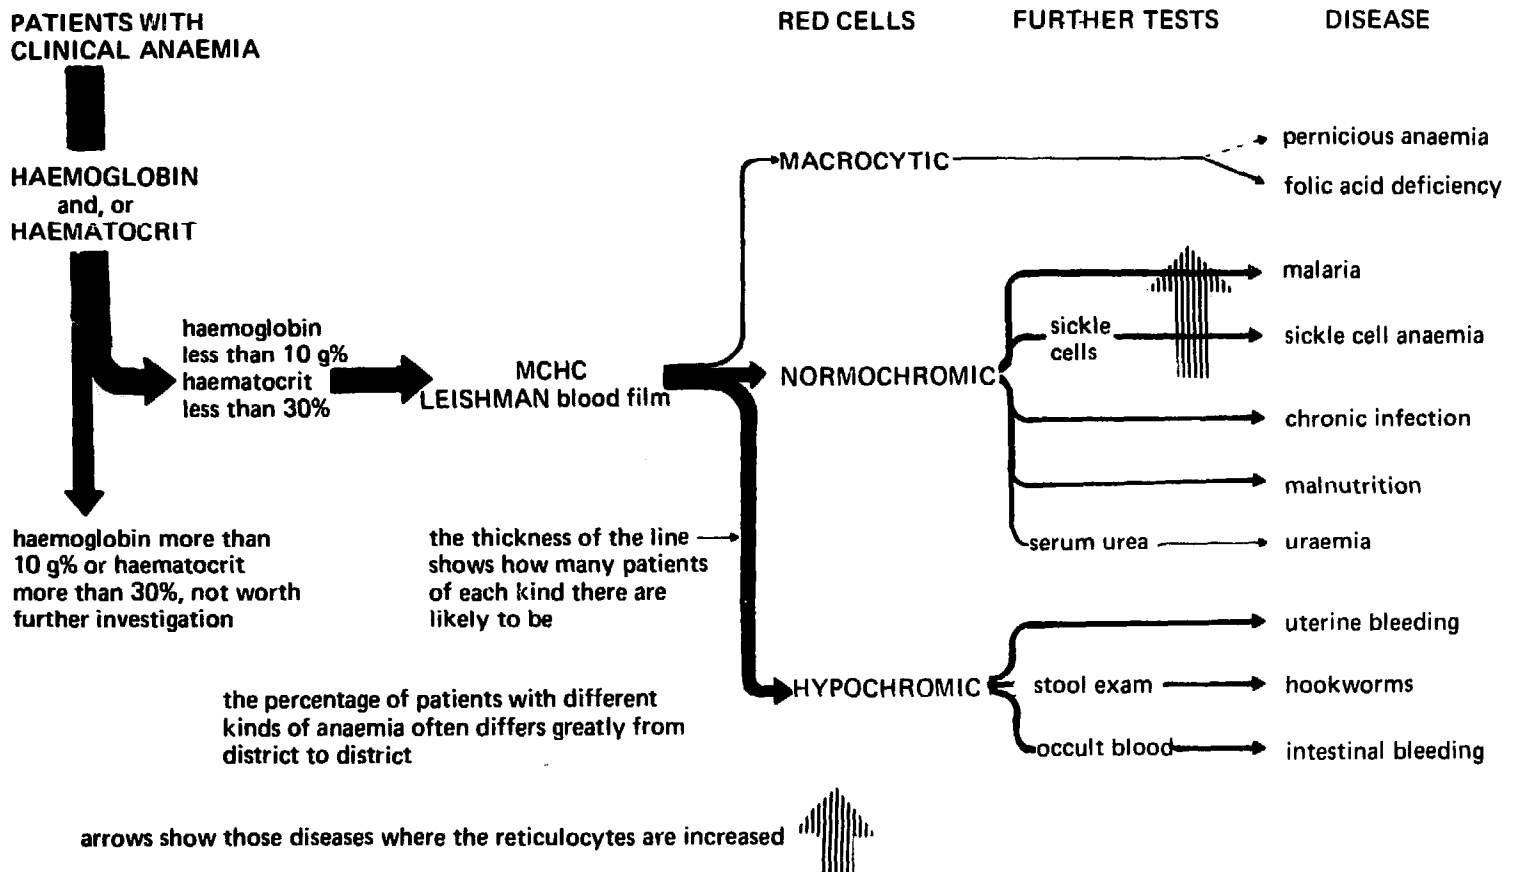 PATIENTS WITH
CLINICAL ANAEMIA
RED CELLS
FURTHER TESTS
DISEASE
HAEMOGLOBIN
and, or
HAEMATOCRIT
haemoglobin
less than 10 g%
haematocrit
less than 30%
MCHC
LEISHMAN blood film
haemoglobin more than
10 g% or haematocrit
more than 30%, not worth
further investigation
the thickness of the line
shows how many patients
of each kind there are
likely to be
the percentage of patients with different
kinds of anaemia often differs greatly from
district to district
MACROCYTIC
pernicious anaemia
folic acid deficiency
NORMOCHROMIC
malaria
sickle
cells
sickle cell anaemia
chronic infection
malnutrition
serum urea
uraemia
HYPOCHROMIC
uterine bleeding
stool exam
hookworms
occult blood
intestinal bleeding
arrows show those diseases where the reticulocytes are increased